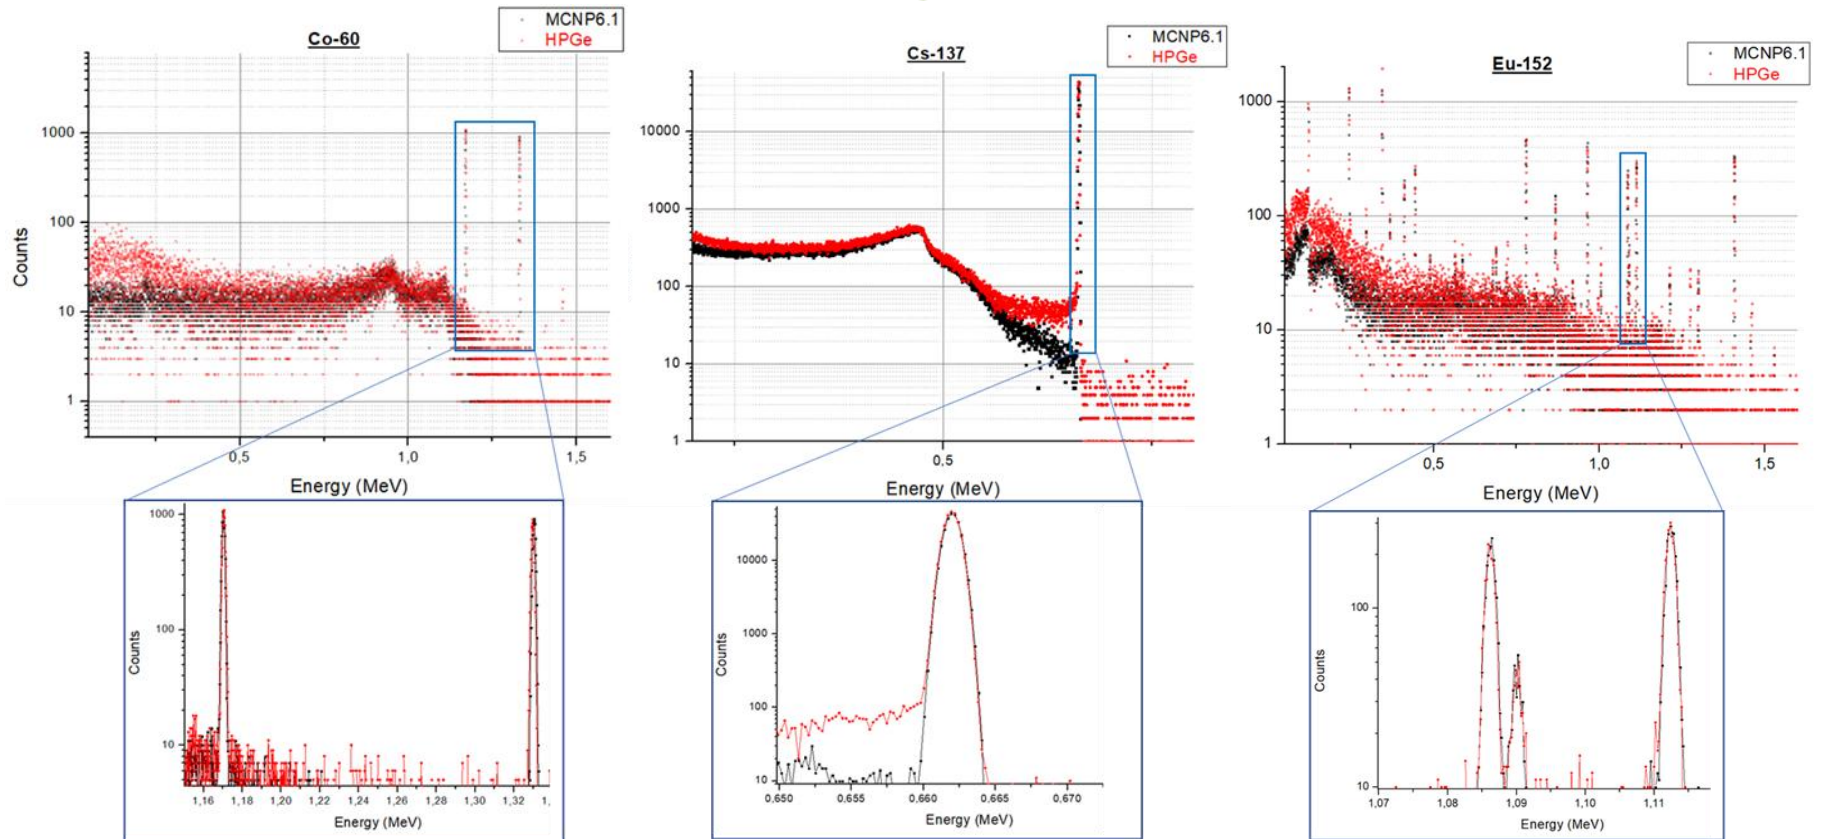 Co-60
MCNP6.1
HPGe
1000
100
10
1
Counts
0,5
1,0
1,5
Energy (MeV)
Cs-137
MCNP6.1
HPGe
10000
1000
100
10
1
0,5
Energy (MeV)
Eu-152
MCNP6.1
HPGe
1000
100
10
1
0,5
1,0
1,5
Energy (MeV)
1000
100
10
Counts
1,16
1,18
1,20
1,22
1,24
1,26
1,28
1,30
1,32
1,
Energy (MeV)
10000
1000
100
10
Counts
0,650
0,655
0,660
0,665
0,670
Energy (MeV)
100
10
Counts
1,07
1,08
1,09
1,10
1,11
Energy (MeV)